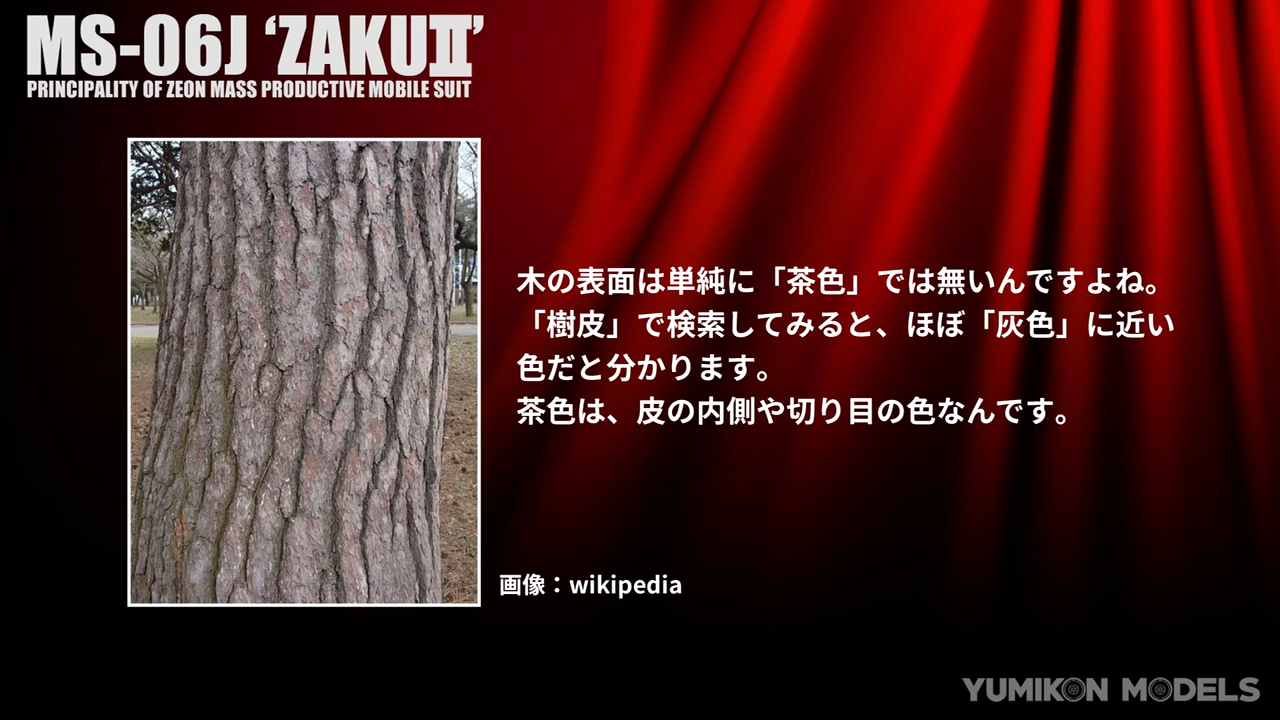 MS-06J ‘ZAKUⅡ’
PRINCIPALITY OF ZEON MASS PRODUCTIVE MOBILE SUIT
木の表面は単純に「茶色」では無いんですよね。
「樹皮」で検索してみると、ほぼ「灰色」に近い
色だと分かります。
茶色は、皮の内側や切り目の色なんです。
画像：wikipedia
YUMIKON MODELS